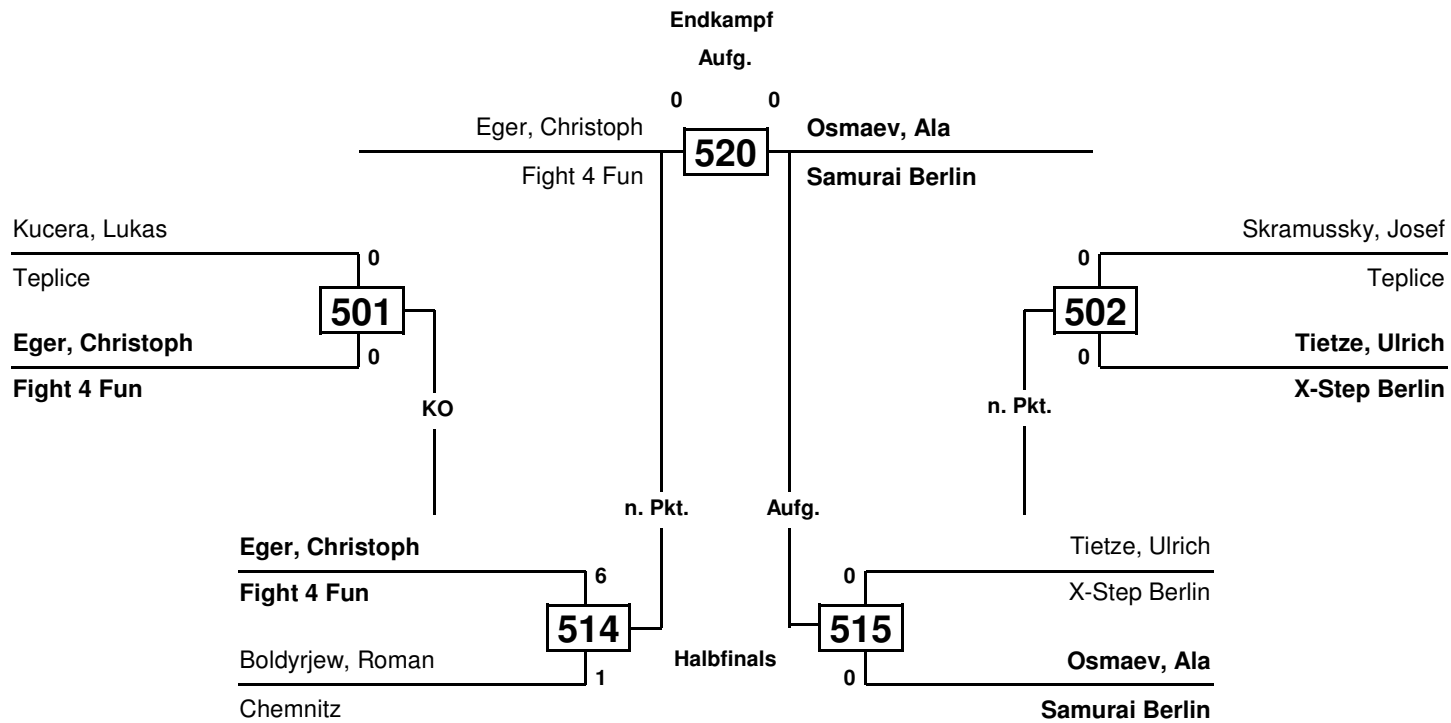 Endkampf
Aufg.
0 0
Eger, Christoph 520 Osmaev, Ala
Fight 4 Fun Samurai Berlin
Kucera, Lukas
0
Teplice
501
Eger, Christoph
0
Fight 4 Fun
KO
Skramussky, Josef
0
Teplice
502
Tietze, Ulrich
0
X-Step Berlin
n. Pkt.
n. Pkt. Aufg.
Eger, Christoph
6
Fight 4 Fun
514
Boldyrjew, Roman
1
Chemnitz
Halbfinals
Tietze, Ulrich
0
X-Step Berlin
515
Osmaev, Ala
0
Samurai Berlin